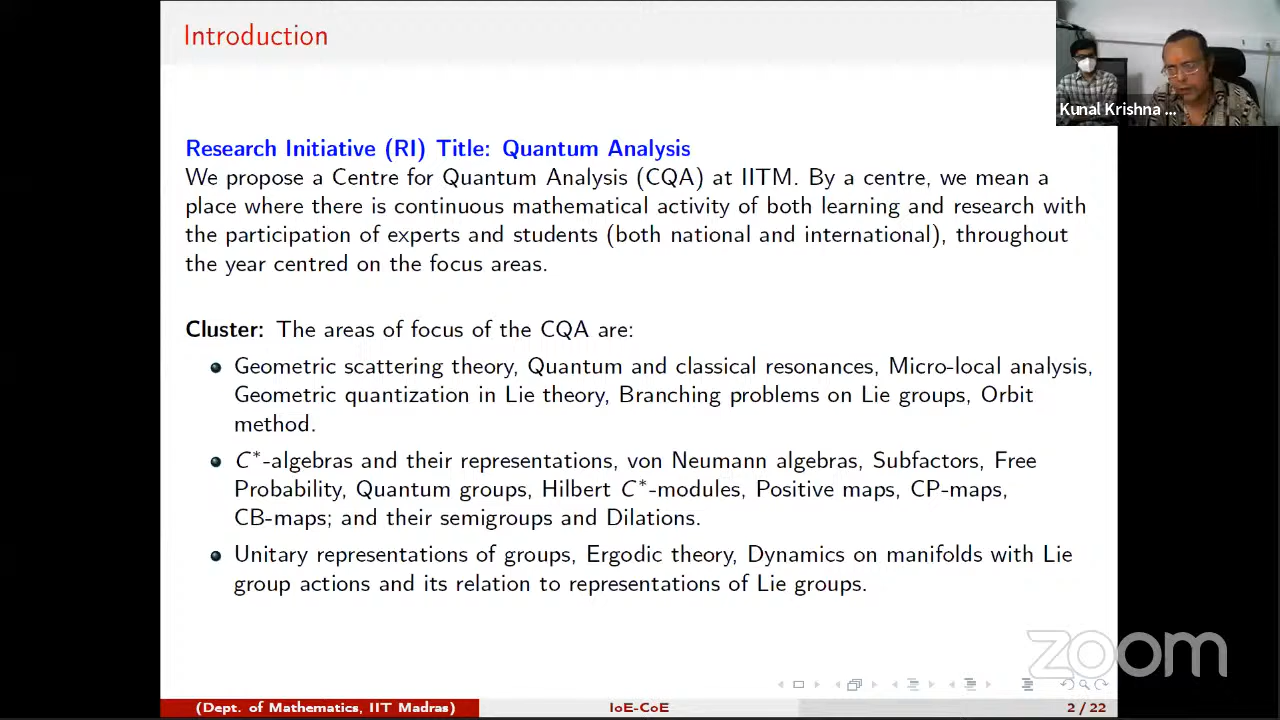 Introduction
Kunal Krishna ...
Research Initiative (RI) Title: Quantum Analysis
We propose a Centre for Quantum Analysis (CQA) at IITM. By a centre, we mean a
place where there is continuous mathematical activity of both learning and research with
the participation of experts and students (both national and international), throughout
the year centred on the focus areas.
Cluster: The areas of focus of the CQA are:
Geometric scattering theory, Quantum and classical resonances, Micro-local analysis,
Geometric quantization in Lie theory, Branching problems on Lie groups, Orbit
method.
C*-algebras and their representations, von Neumann algebras, Subfactors, Free
Probability, Quantum groups, Hilbert C*-modules, Positive maps, CP-maps,
CB-maps; and their semigroups and Dilations.
Unitary representations of groups, Ergodic theory, Dynamics on manifolds with Lie
group actions and its relation to representations of Lie groups.
zoom
(Dept. of Mathematics, IIT Madras) IoE-CoE 2 / 22